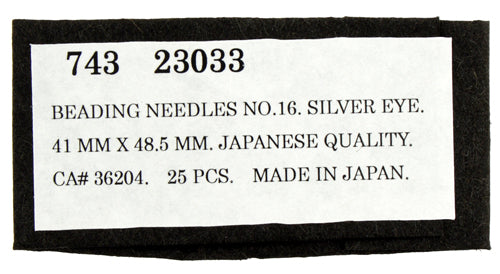 743 23033
BEADING NEEDLES NO.16. SILVER EYE.
41 MM X 48.5 MM. JAPANESE QUALITY.
CA# 36204. 25 PCS. MADE IN JAPAN.